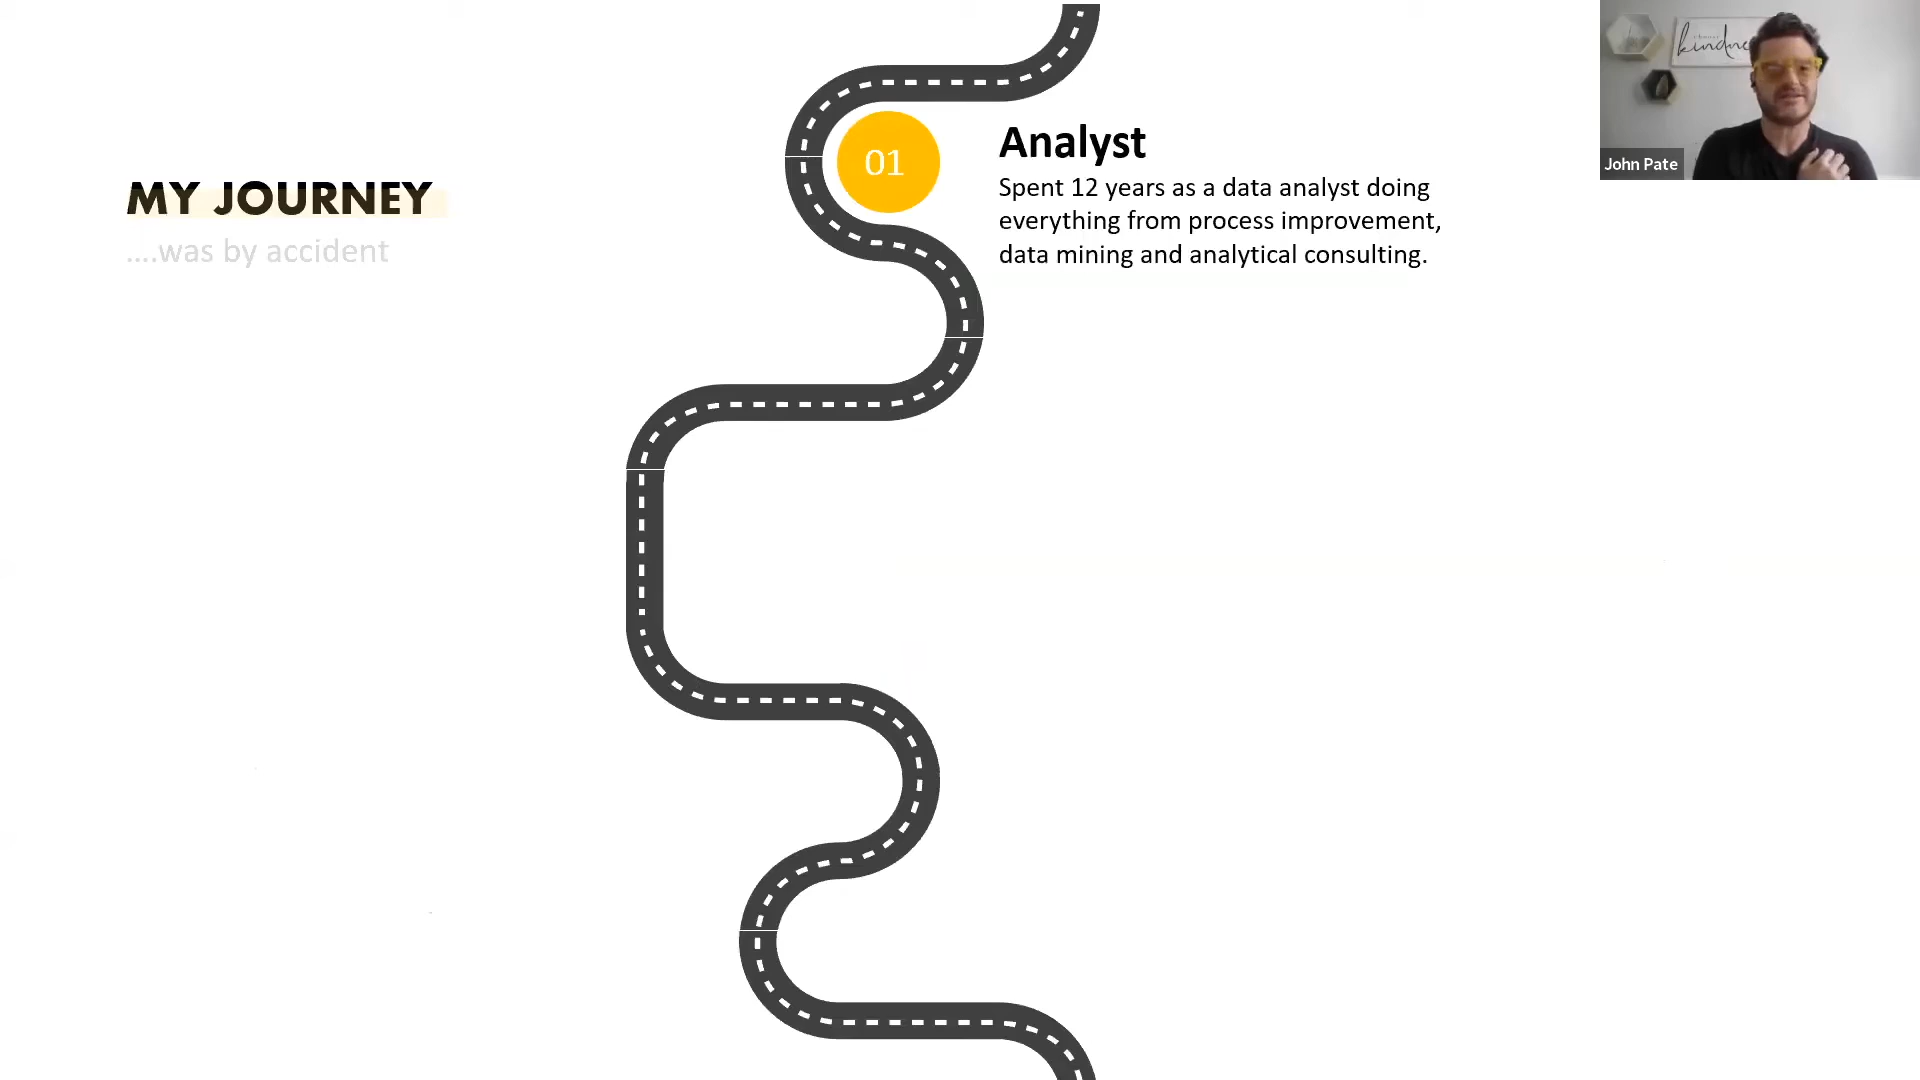 MY JOURNEY
....was by accident
01
Analyst
Spent 12 years as a data analyst doing
everything from process improvement,
data mining and analytical consulting.
John Pate